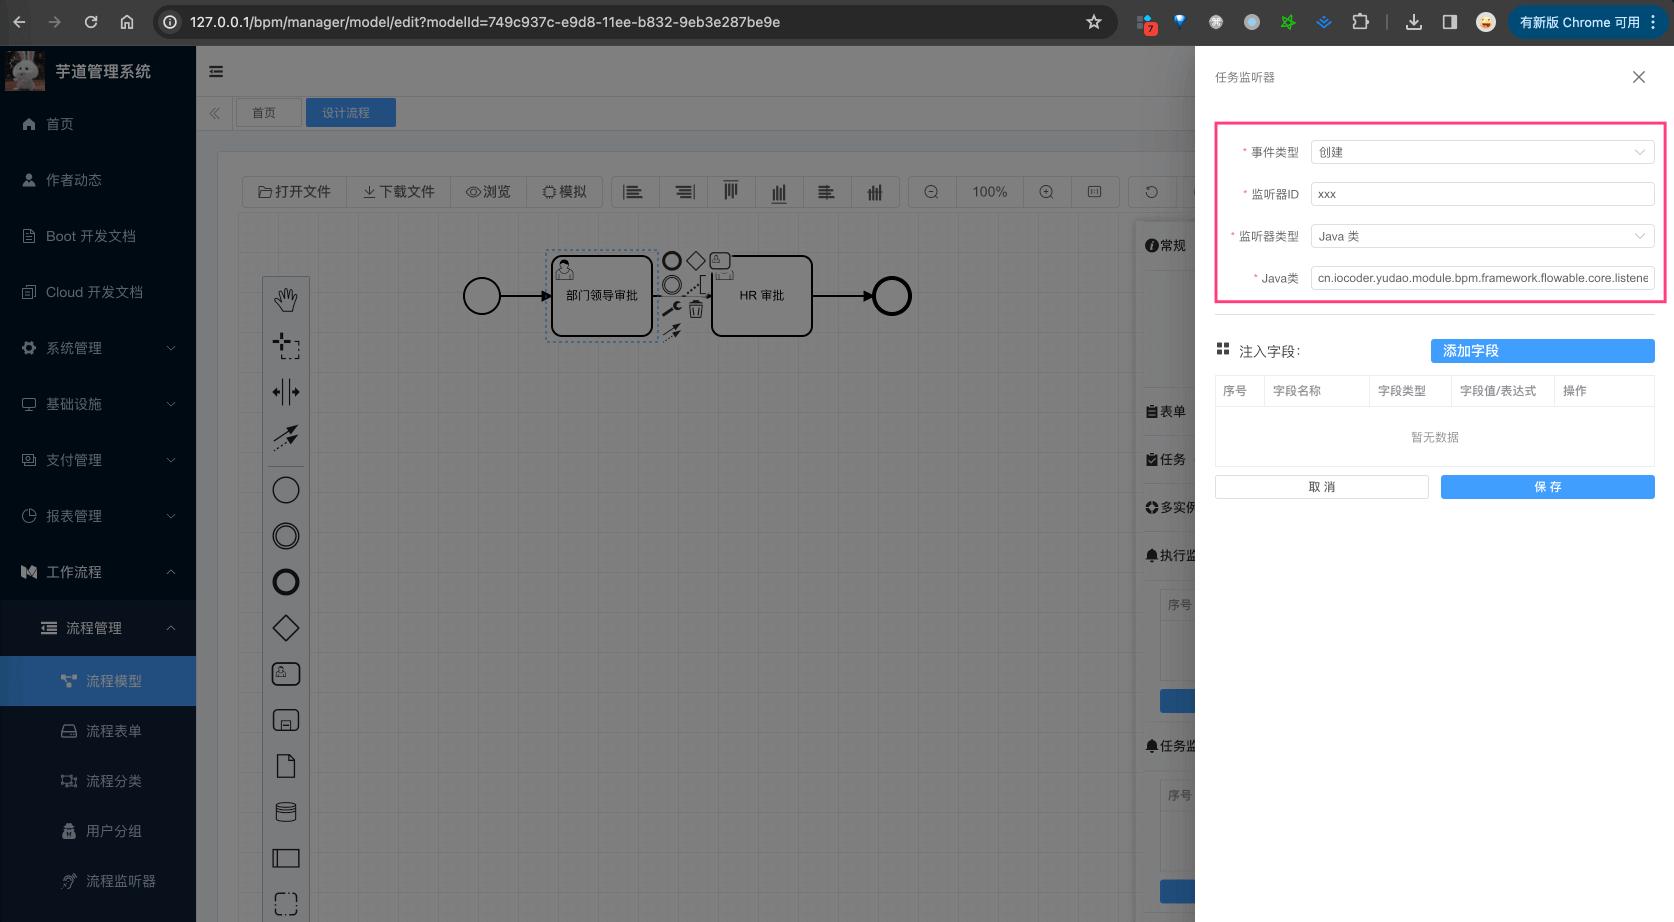 127.0.0.1/bpm/manager/model/edit?modelId=749c937c-e9d8-11ee-b832-9eb3e287be9e
7
有新版 Chrome 可用
芋道管理系统
首页
作者动态
Boot 开发文档
Cloud 开发文档
系统管理
基础设施
支付管理
报表管理
工作流程
流程管理
流程模型
流程表单
流程分类
用户分组
流程监听器
首页
设计流程
打开文件
下载文件
浏览
模拟
100%
部门领导审批
HR 审批
常规
表单
任务
多实例
执行监
序号
任务监
序号
任务监听器
* 事件类型 创建
* 监听器ID xxx
* 监听器类型 Java 类
* Java类 cn.iocoder.yudao.module.bpm.framework.flowable.core.listene
注入字段: 添加字段
序号 字段名称 字段类型 字段值/表达式 操作
暂无数据
取 消 保 存